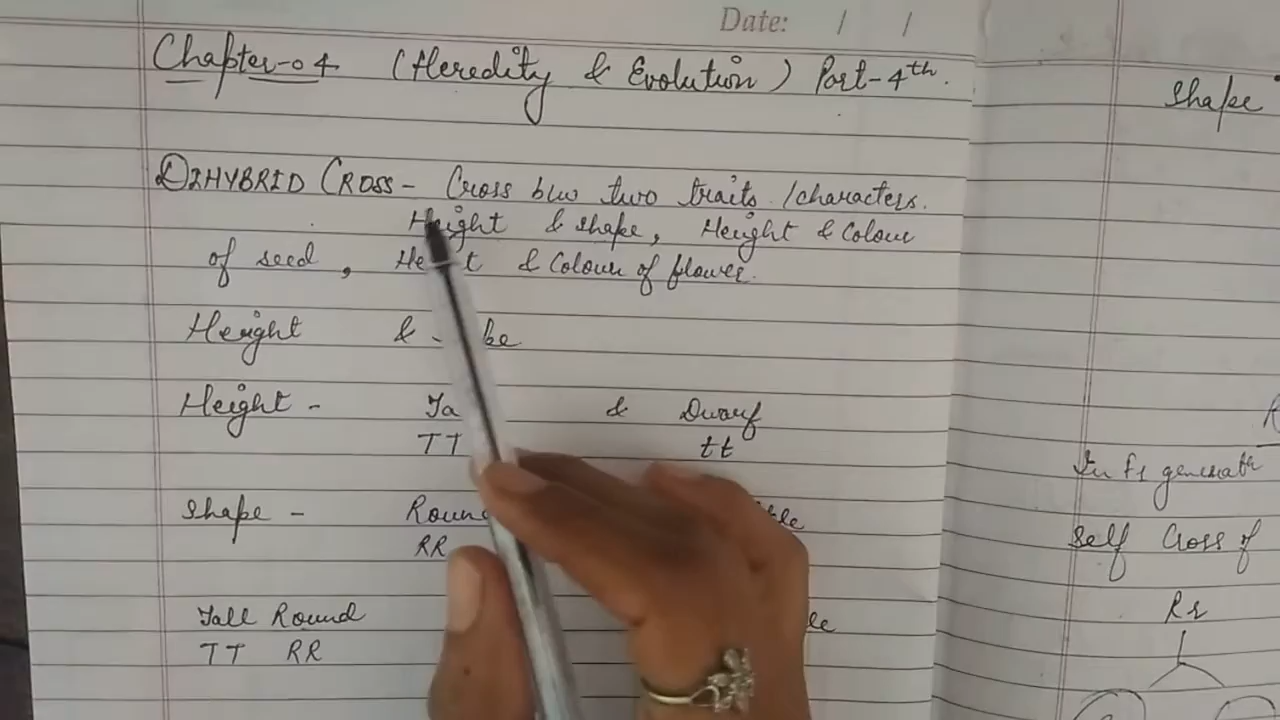 Date: / /
Chapter-04 (Heredity & Evolution) Part-4th.
DIHYBRID CROSS - Cross b/w two traits /characters.
Height & shape, Height & Colour
of seed, & Colour of flower.
Height &
Height - & Dwarf
TT tt
Shape - Round
RR
Tall Round
TT RR
Shape
In F1 generatn
Self Cross of
Rr